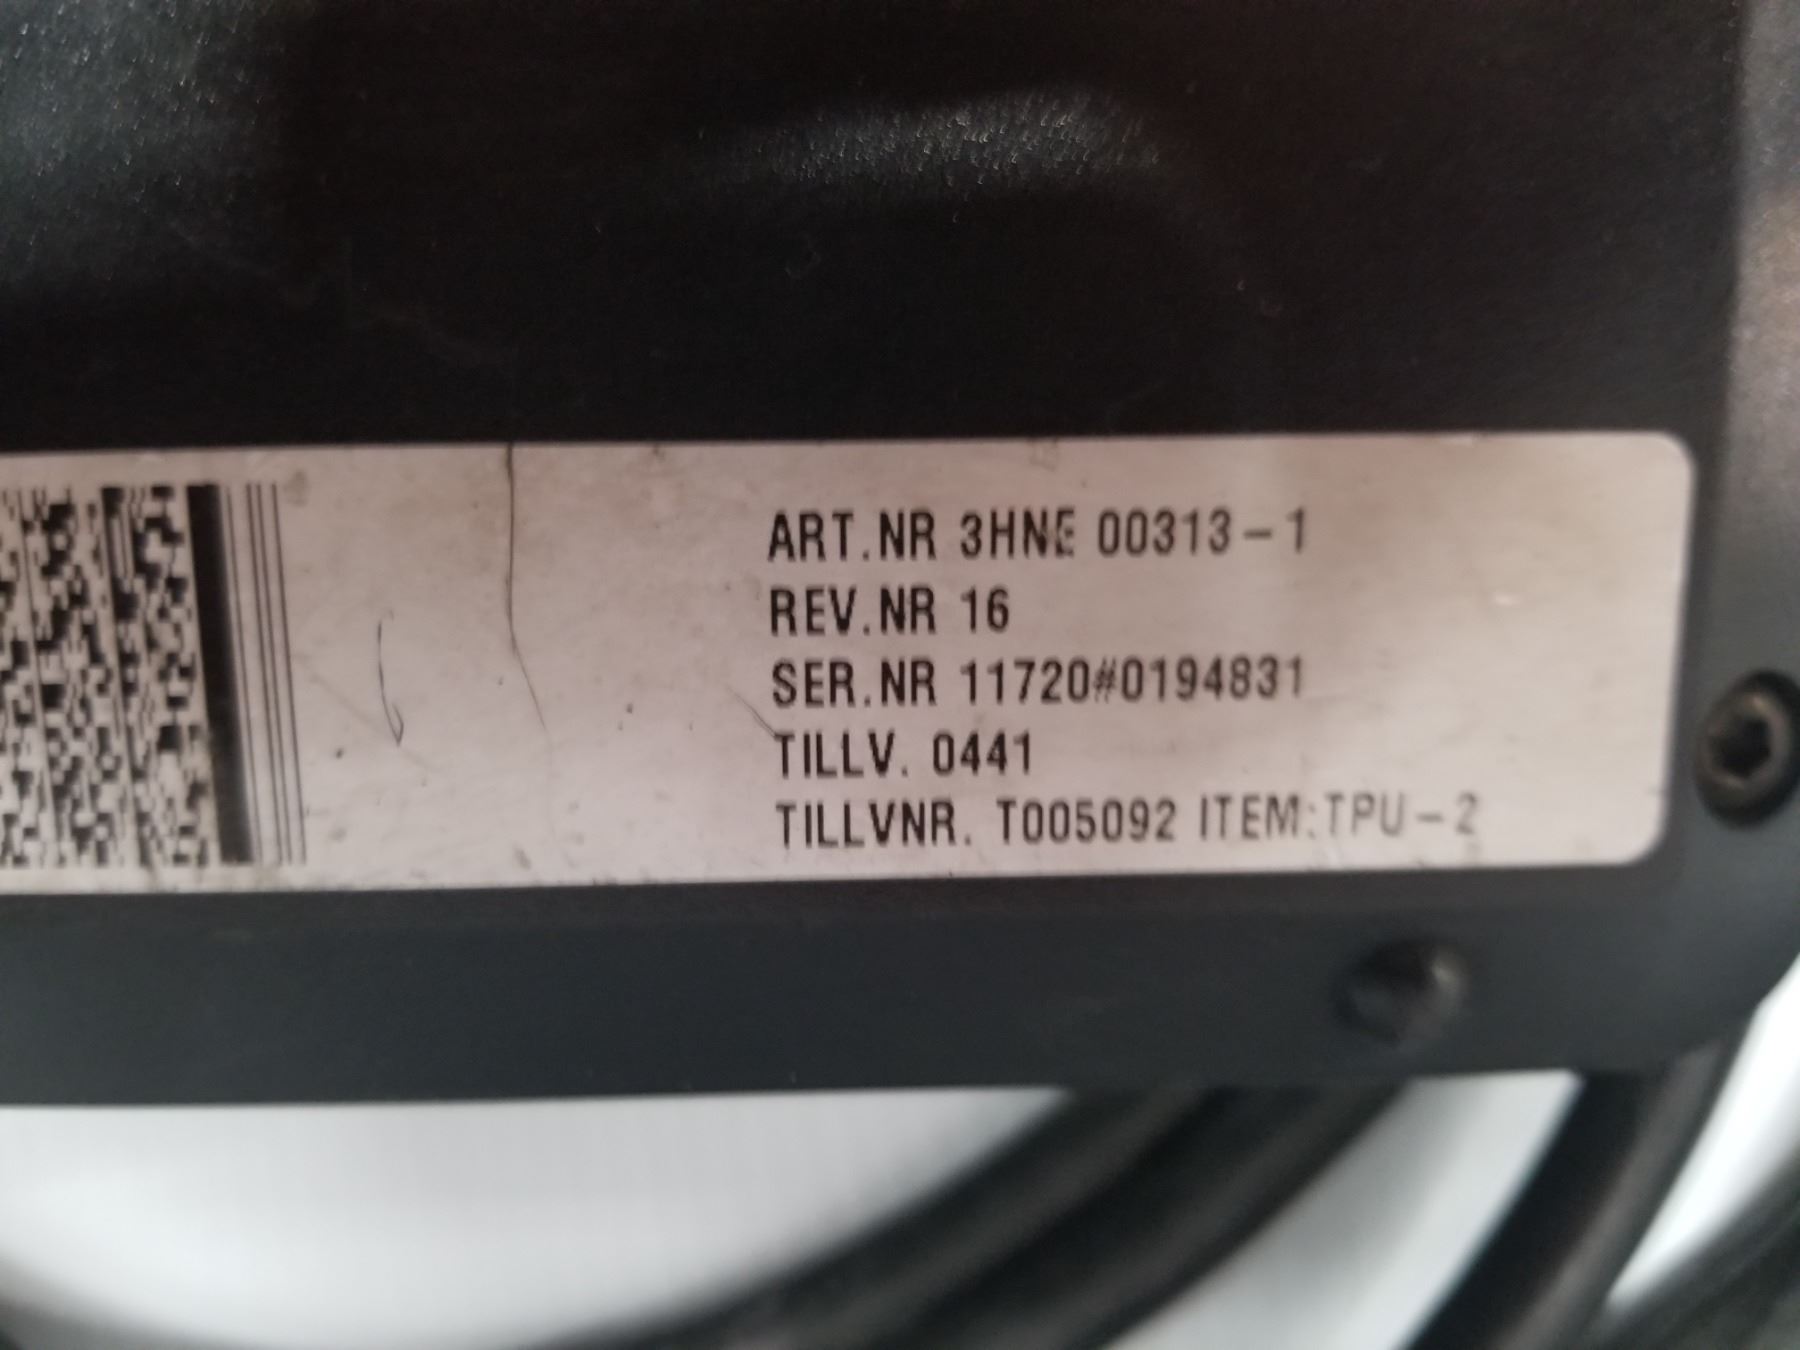 ART.NR 3HNE 00313-1
REV.NR 16
SER.NR 11720#0194831
TILLV. 0441
TILLVNR. T005092 ITEM:TPU-2